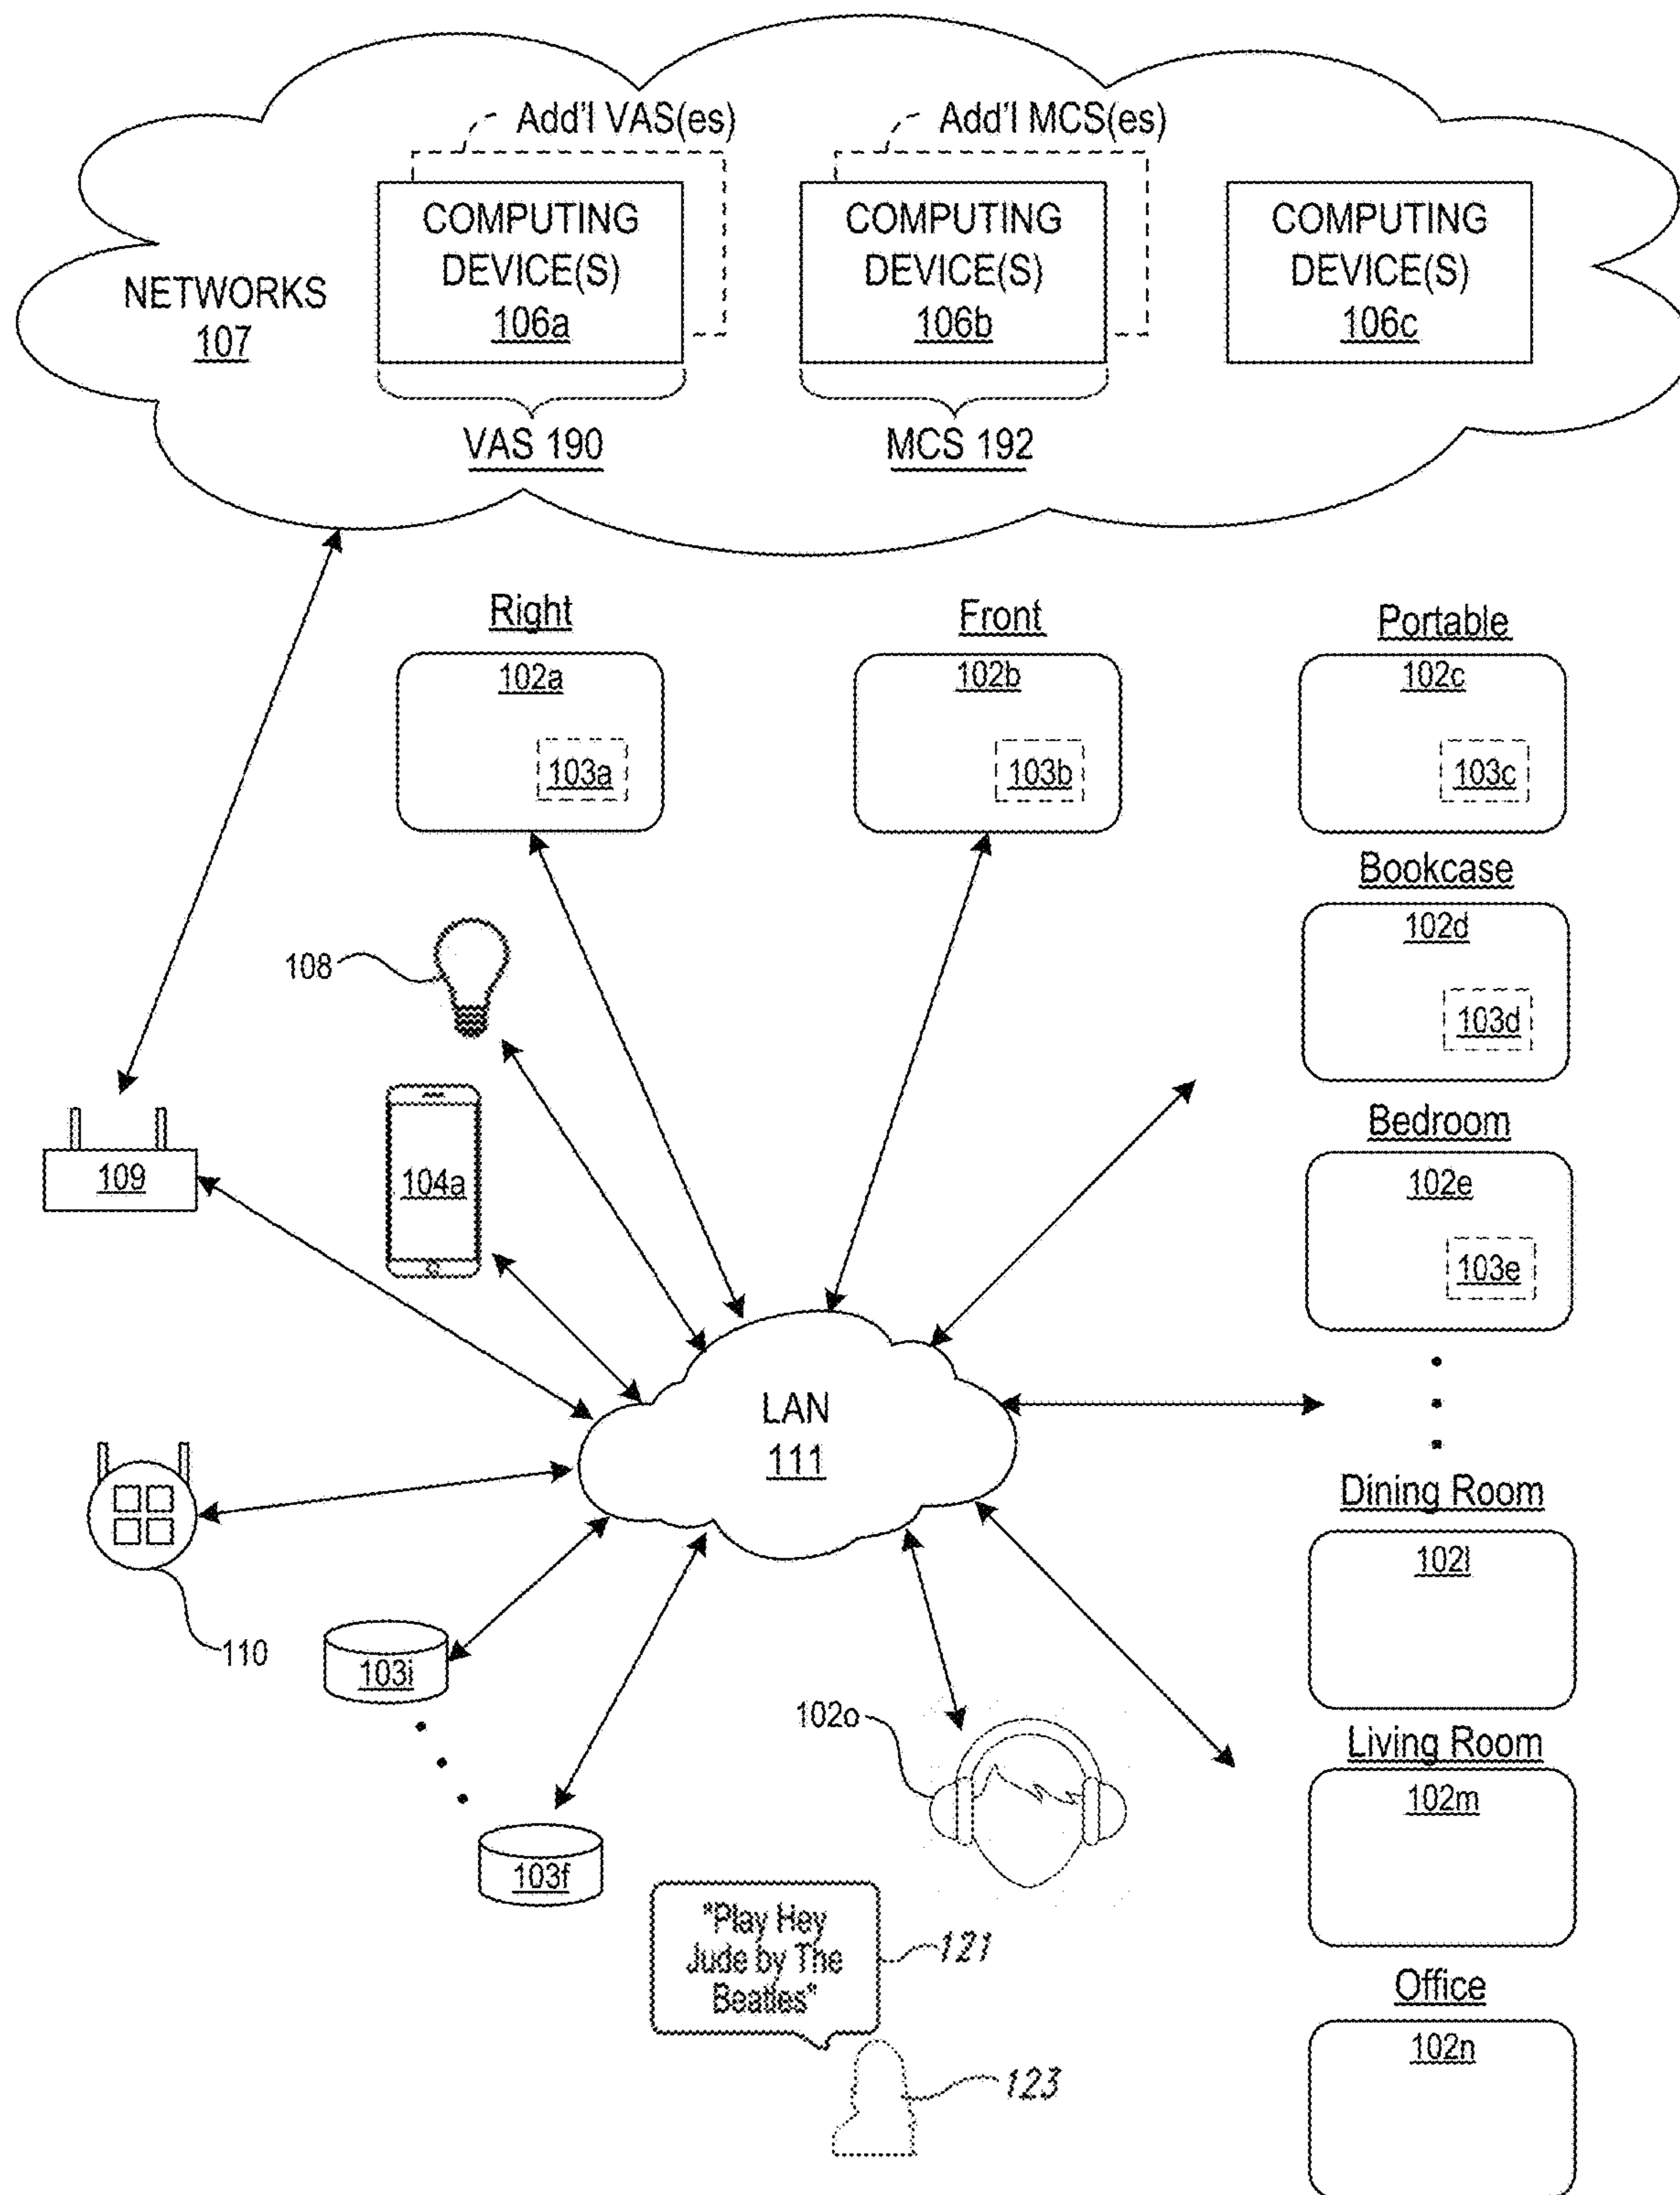 Add'l VAS(es)
Add'l MCS(es)
COMPUTING
DEVICE(S)
106a
COMPUTING
DEVICE(S)
106b
COMPUTING
DEVICE(S)
106c
NETWORKS
107
VAS 190
MCS 192
Right
102a
103a
Front
102b
103b
Portable
102c
103c
Bookcase
102d
103d
Bedroom
102e
103e
108
104a
109
LAN
111
110
103i
103f
102o
Dining Room
102l
Living Room
102m
Office
102n
"Play Hey
Jude by The
Beatles"
121
123